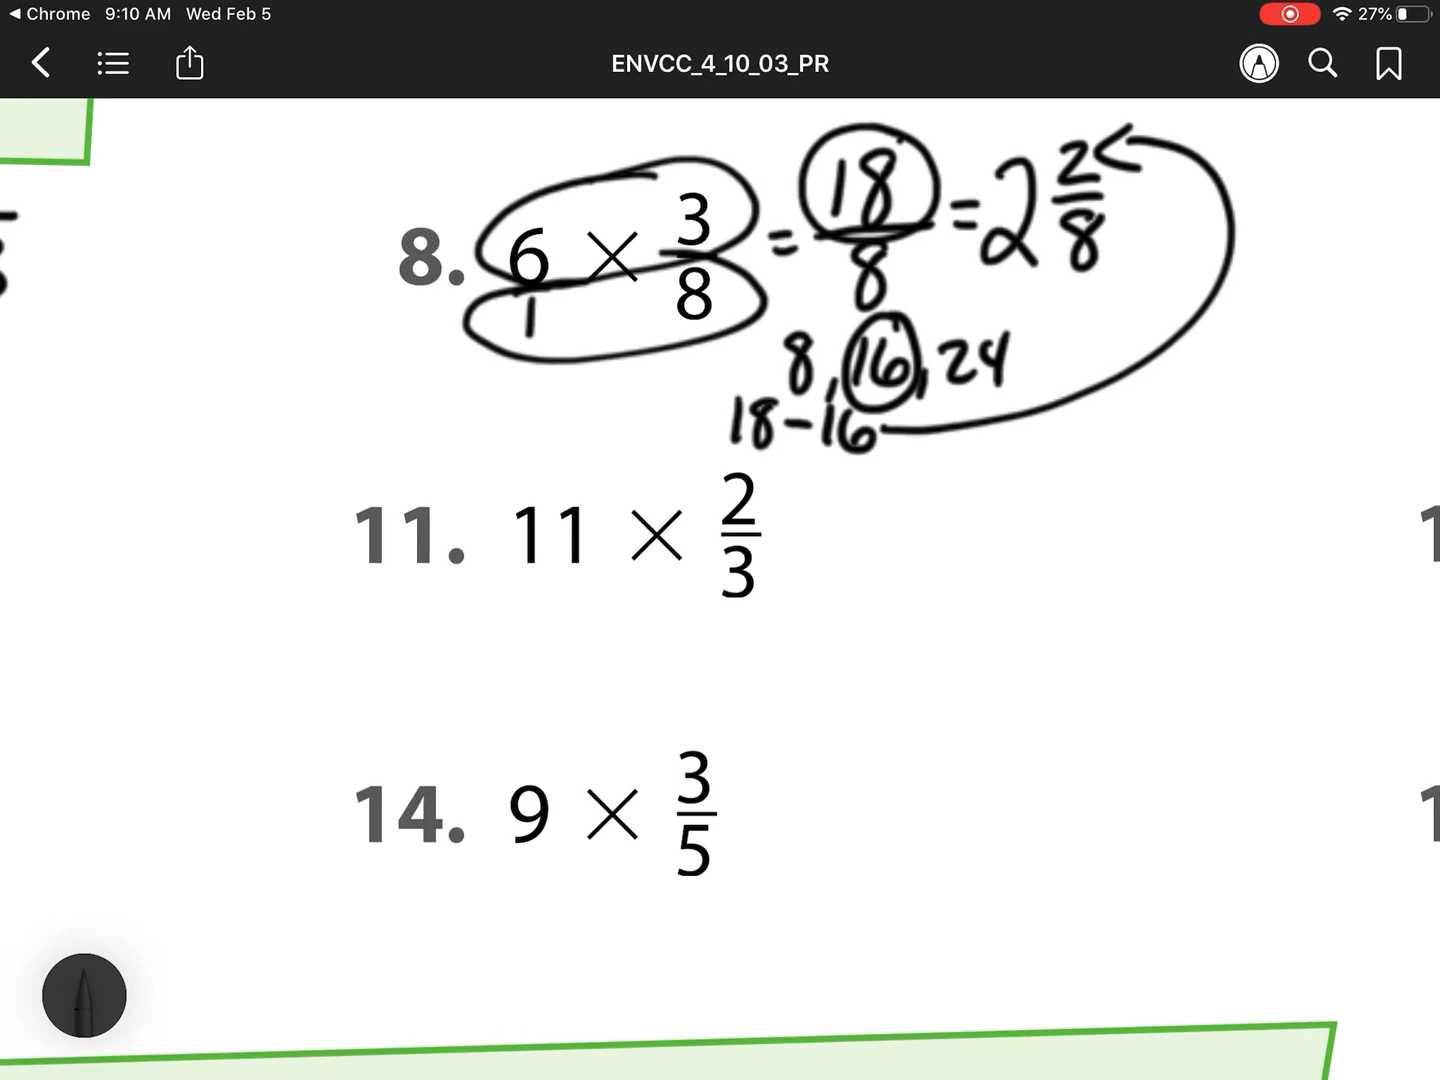 Chrome 9:10 AM Wed Feb 5 27%
ENVCC_4_10_03_PR
8. 6/1 × 3/8 = 18/8 = 2 2/8
8, 16, 24
18-16
11. 11 × 2/3
14. 9 × 3/5